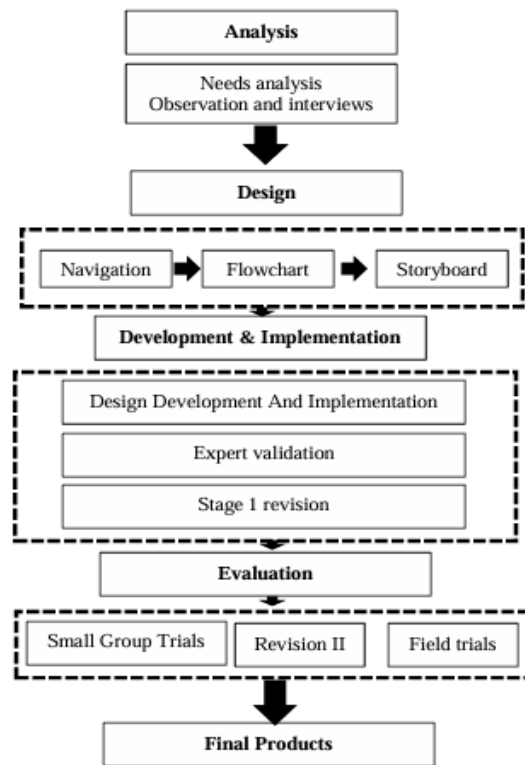 Analysis
Needs analysis
Observation and interviews
Design
Navigation
Flowchart
Storyboard
Development & Implementation
Design Development And Implementation
Expert validation
Stage 1 revision
Evaluation
Small Group Trials
Revision II
Field trials
Final Products